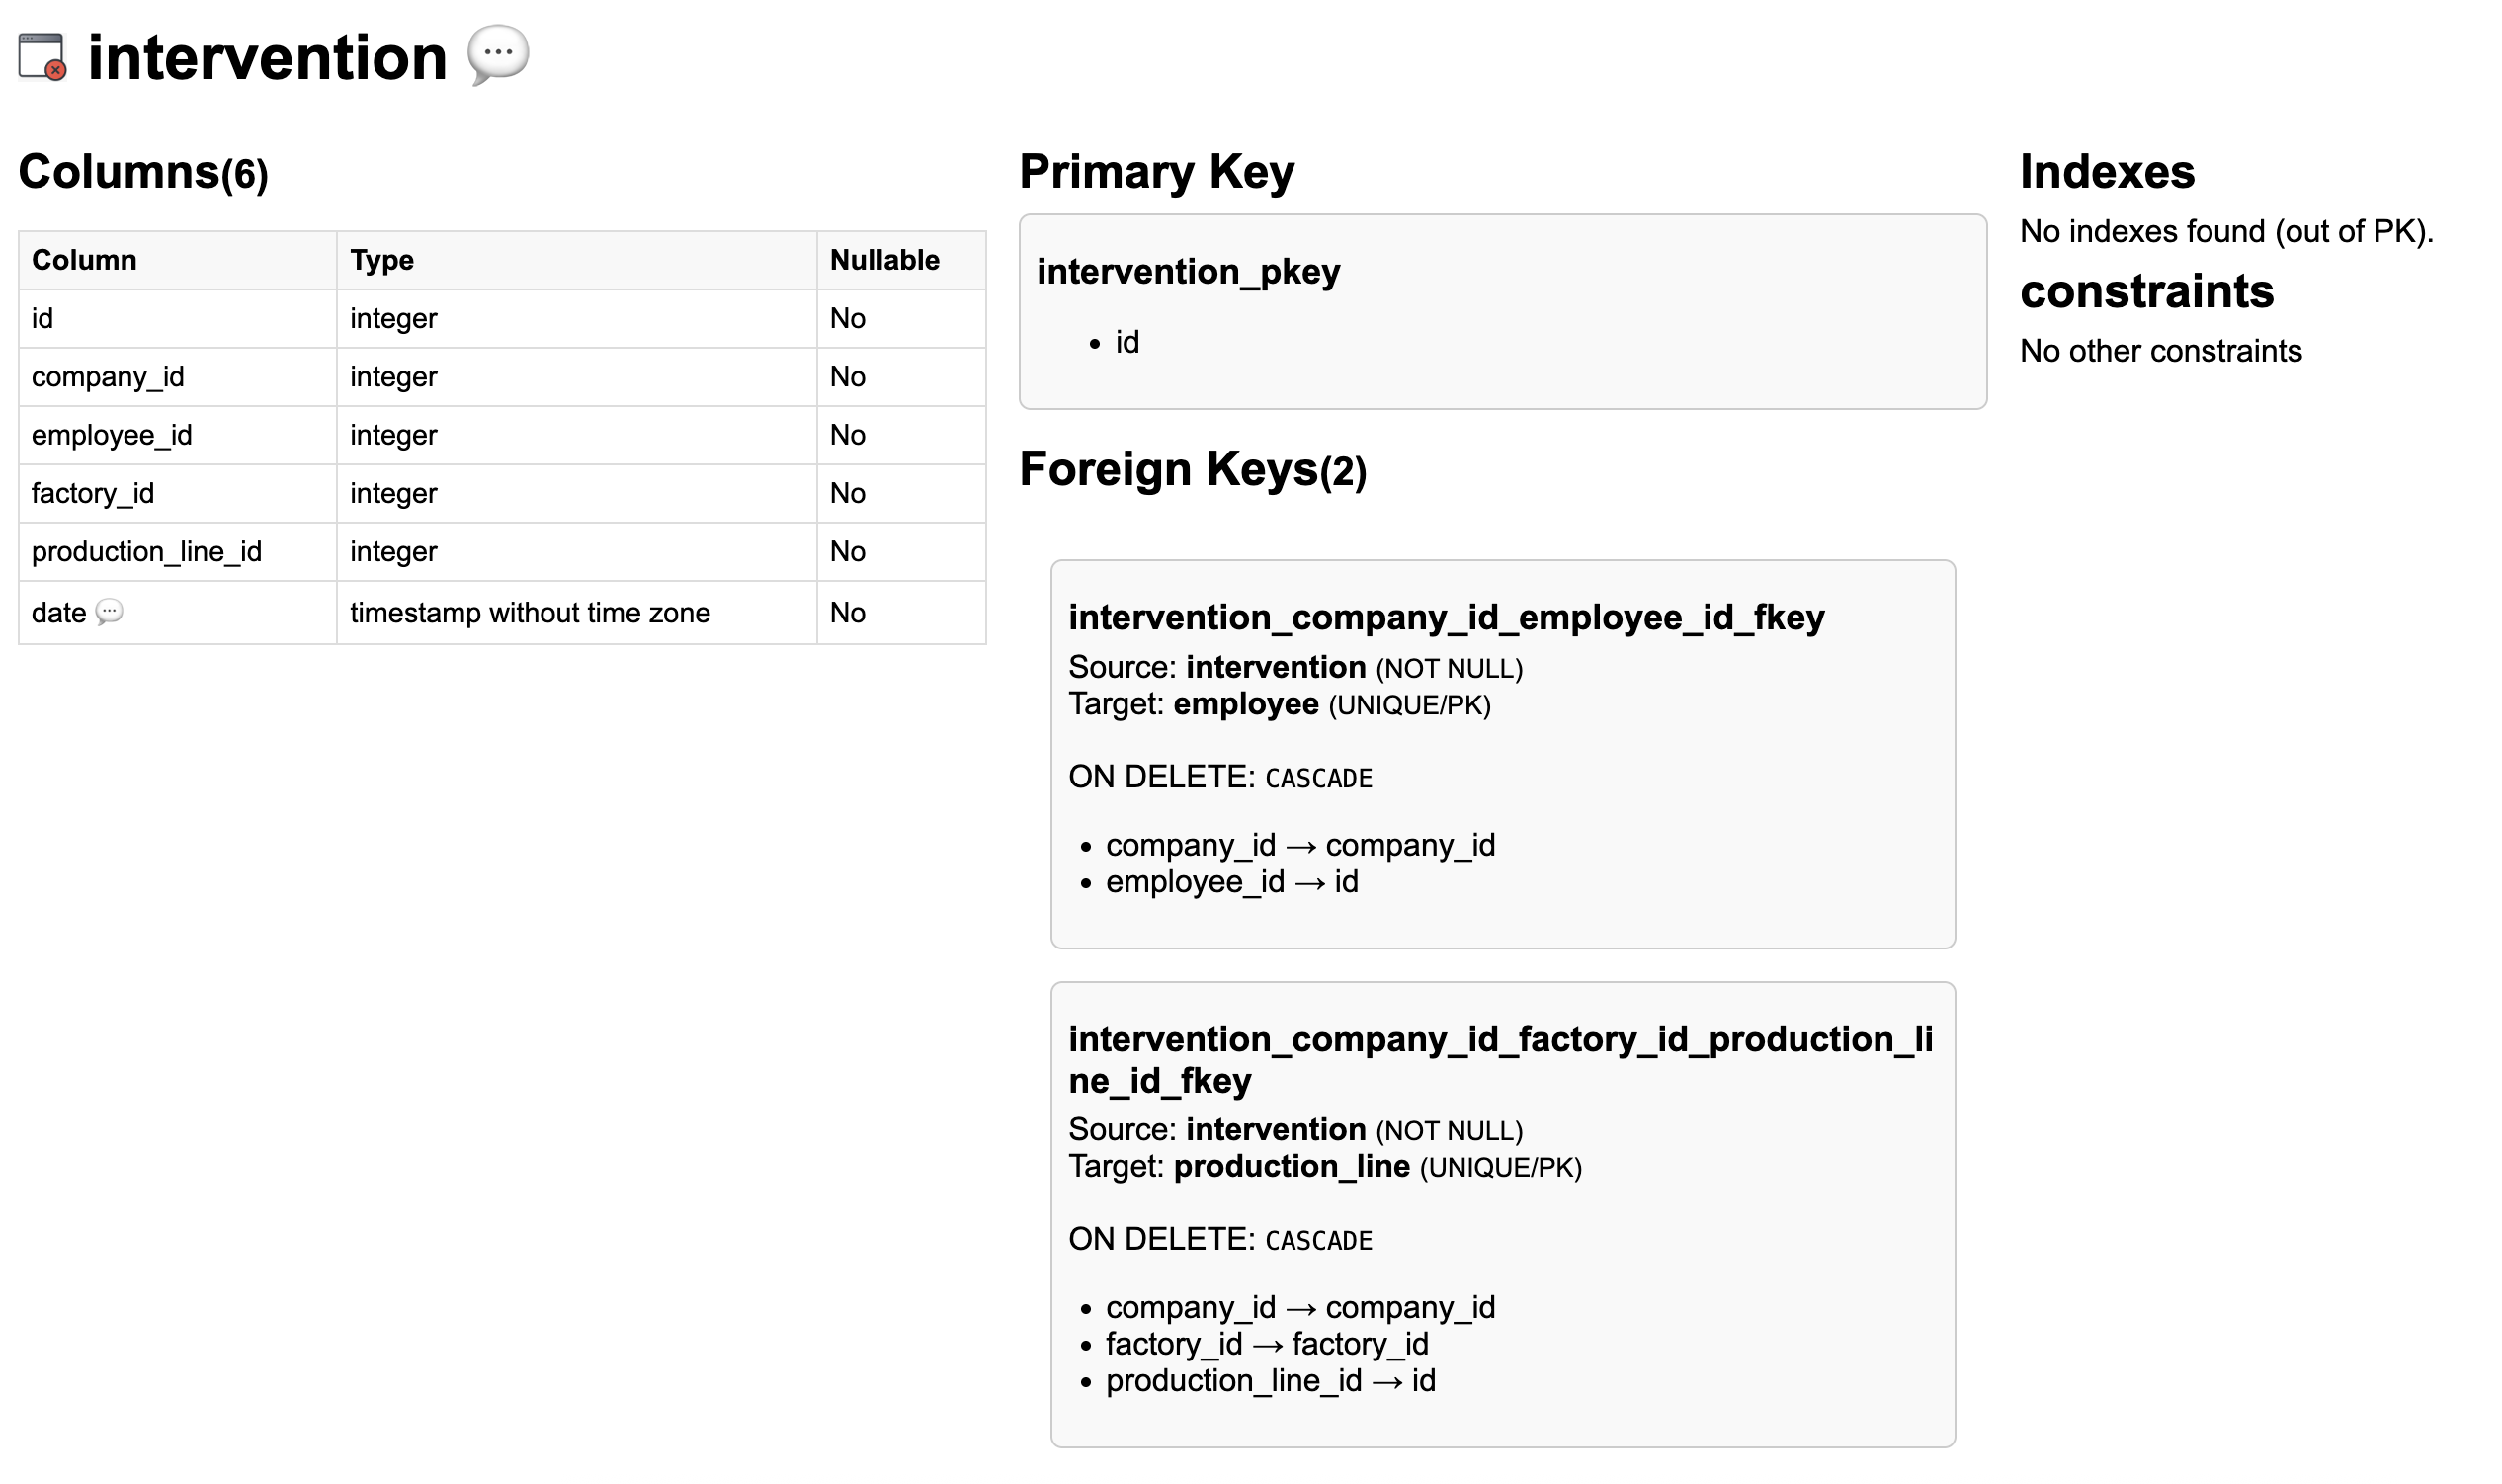 intervention
Columns(6)
Column Type Nullable
id integer No
company_id integer No
employee_id integer No
factory_id integer No
production_line_id integer No
date timestamp without time zone No
Primary Key
intervention_pkey
id
Foreign Keys(2)
intervention_company_id_employee_id_fkey
Source: intervention (NOT NULL)
Target: employee (UNIQUE/PK)
ON DELETE: CASCADE
company_id → company_id
employee_id → id
intervention_company_id_factory_id_production_li
ne_id_fkey
Source: intervention (NOT NULL)
Target: production_line (UNIQUE/PK)
ON DELETE: CASCADE
company_id → company_id
factory_id → factory_id
production_line_id → id
Indexes
No indexes found (out of PK).
constraints
No other constraints